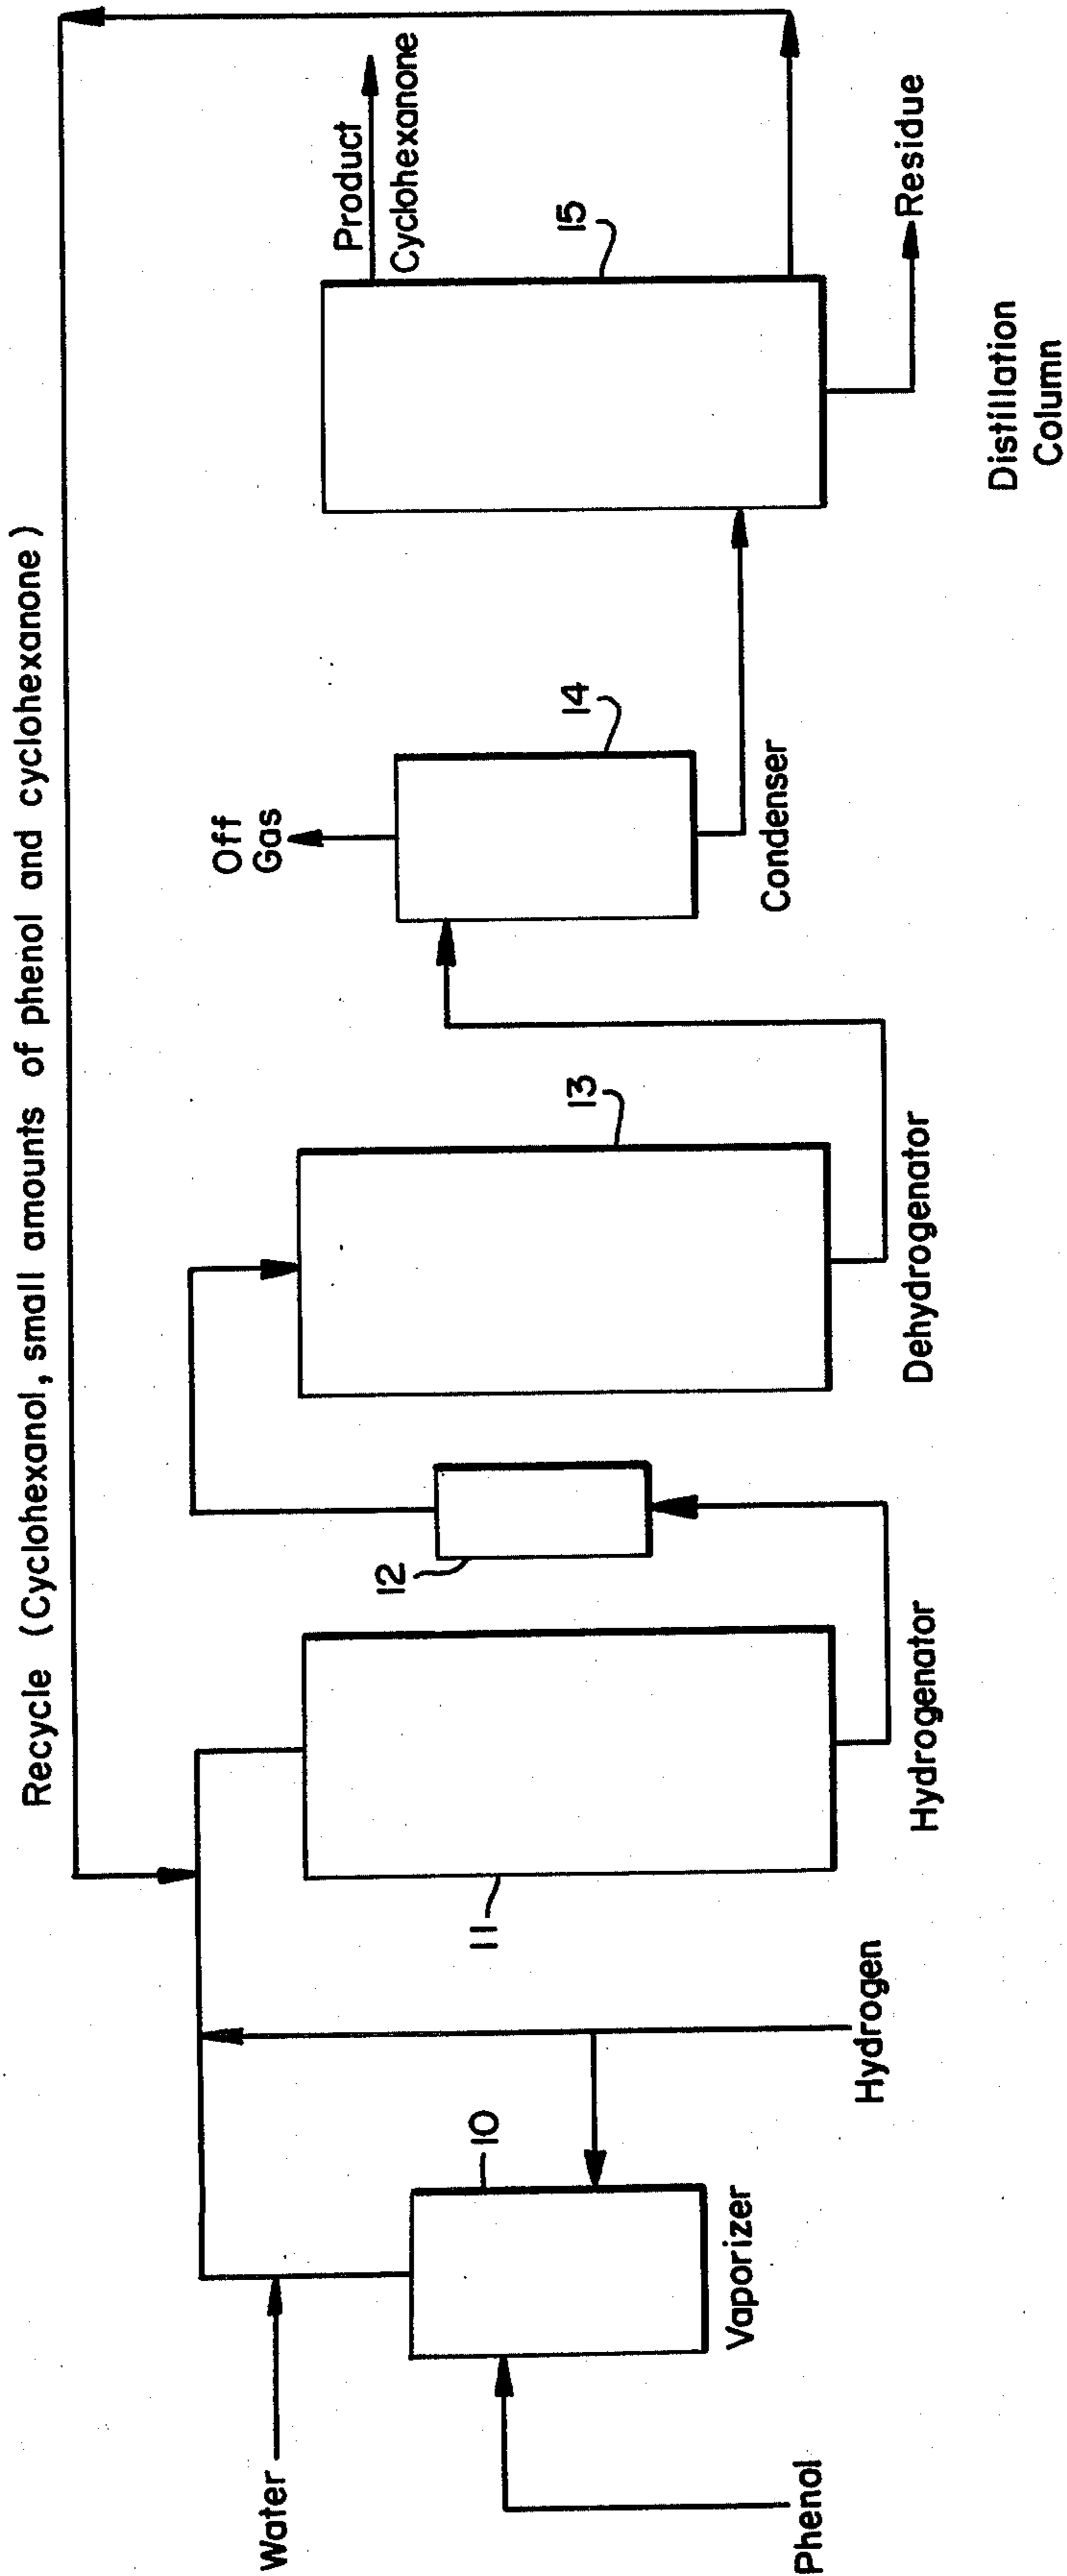 Recycle (Cyclohexanol, small amounts of phenol and cyclohexanone)
Water
Phenol
10
Vaporizer
Hydrogen
11
Hydrogenator
12
13
Dehydrogenator
Off
Gas
14
Condenser
Product
Cyclohexanone
15
Residue
Distillation
Column